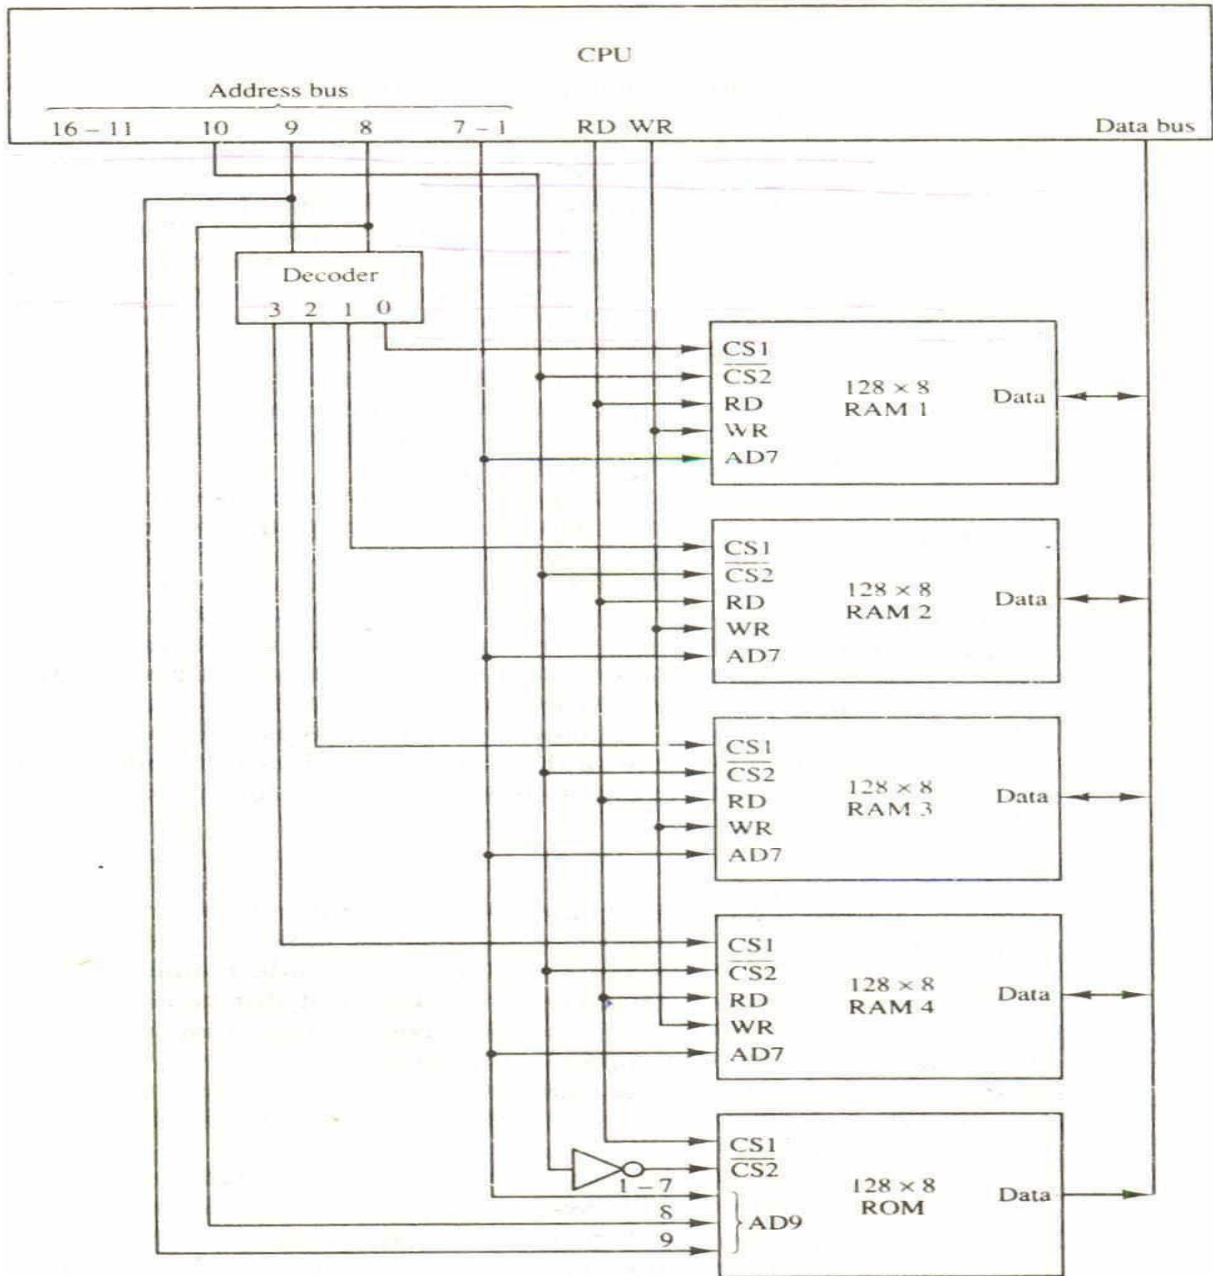 CPU
Address bus
16 – 11 10 9 8 7 – 1 RD WR Data bus
Decoder
3 2 1 0
CS1
CS2
RD
WR
AD7
128 × 8
RAM 1
Data
CS1
CS2
RD
WR
AD7
128 × 8
RAM 2
Data
CS1
CS2
RD
WR
AD7
128 × 8
RAM 3
Data
CS1
CS2
RD
WR
AD7
128 × 8
RAM 4
Data
CS1
CS2
1 – 7
8
9
AD9
128 × 8
ROM
Data